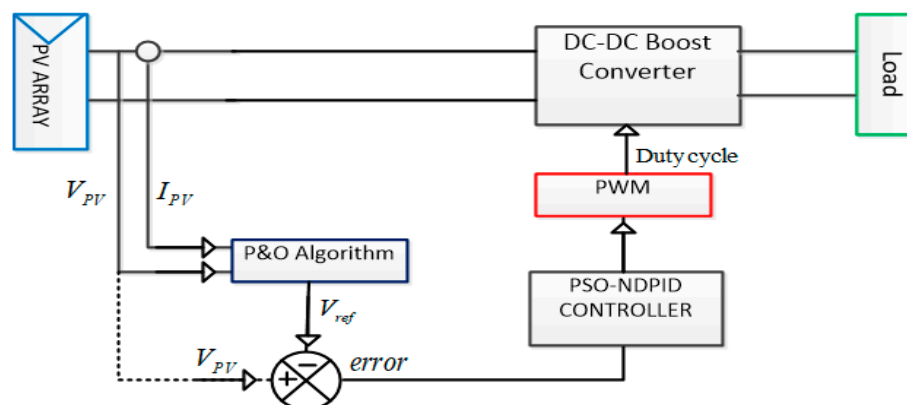 PV ARRAY
DC-DC Boost
Converter
Load
Duty cycle
V_PV
I_PV
PWM
P&O Algorithm
PSO-NDPID
CONTROLLER
V_ref
V_PV
−
+
error